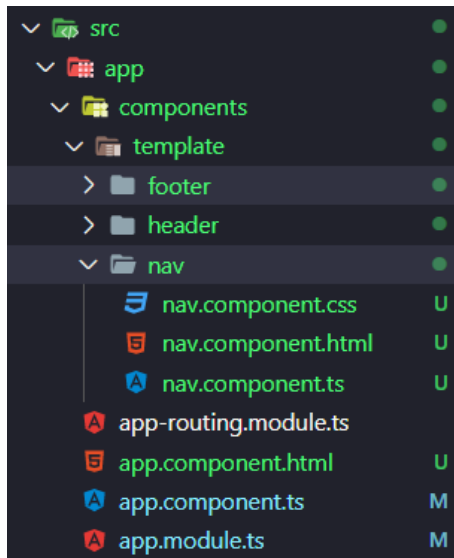 src
app
components
template
footer
header
nav
nav.component.css U
nav.component.html U
nav.component.ts U
app-routing.module.ts
app.component.html U
app.component.ts M
app.module.ts M